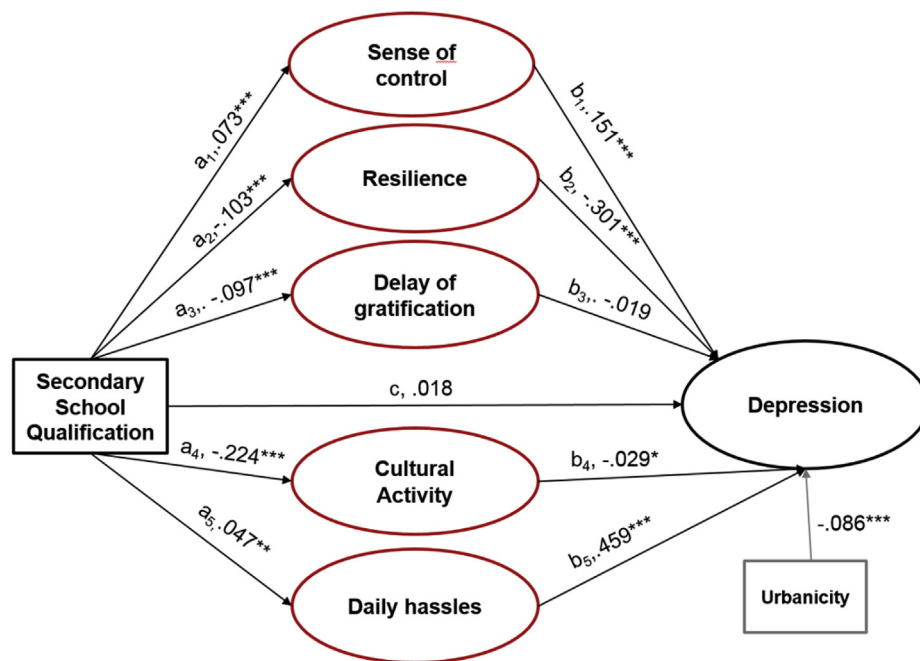 Sense of
control
a1,.073***
b1,.151***
Resilience
a2,-.103***
b2, -.301***
Delay of
gratification
a3,. -.097***
b3,. -.019
Secondary
School
Qualification
c, .018
Depression
a4, -.224***
Cultural
Activity
b4, -.029*
a5,.047**
b5,.459***
-.086***
Daily hassles
Urbanicity